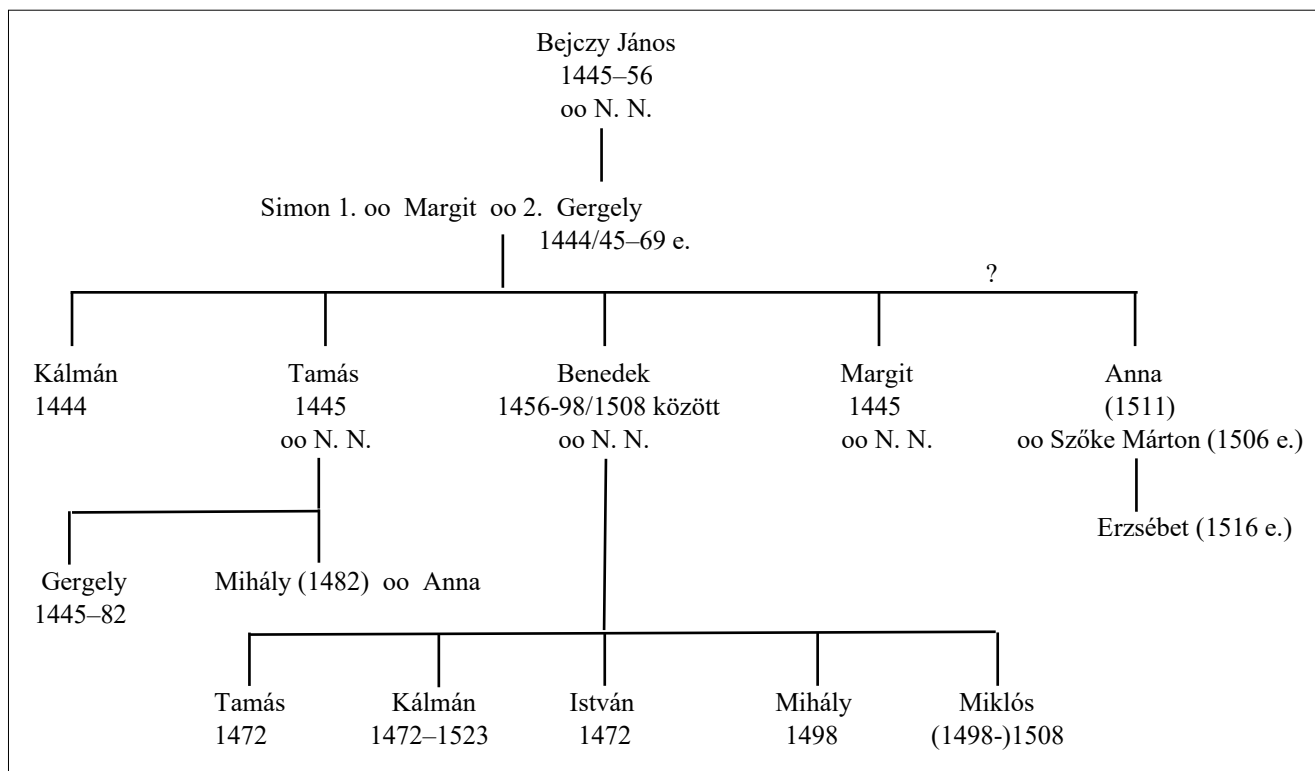 Bejczy János
1445–56
oo N. N.
Simon 1. oo Margit oo 2. Gergely
1444/45–69 e.
?
Kálmán Tamás Benedek Margit Anna
1444 1445 1456-98/1508 között 1445 (1511)
oo N. N. oo N. N. oo N. N. oo Szőke Márton (1506 e.)
Erzsébet (1516 e.)
Gergely Mihály (1482) oo Anna
1445–82
Tamás Kálmán István Mihály Miklós
1472 1472–1523 1472 1498 (1498-)1508